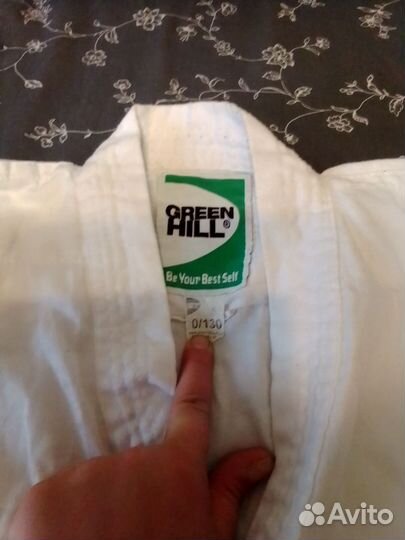 GREEN
HILL®
Be Your Best Self
0/130
Avito